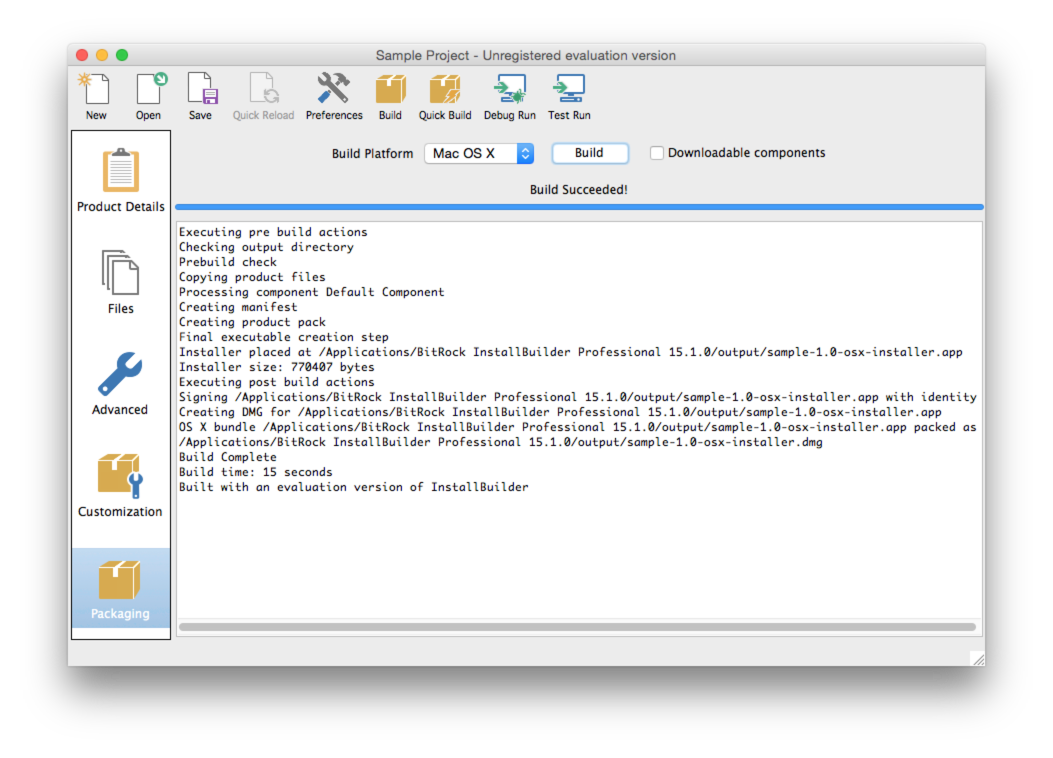 Sample Project - Unregistered evaluation version
New Open Save Quick Reload Preferences Build Quick Build Debug Run Test Run
Build Platform Mac OS X Build Downloadable components
Build Succeeded!
Product Details
Files
Advanced
Customization
Packaging
Executing pre build actions
Checking output directory
Prebuild check
Copying product files
Processing component Default Component
Creating manifest
Creating product pack
Final executable creation step
Installer placed at /Applications/BitRock InstallBuilder Professional 15.1.0/output/sample-1.0-osx-installer.app
Installer size: 770407 bytes
Executing post build actions
Signing /Applications/BitRock InstallBuilder Professional 15.1.0/output/sample-1.0-osx-installer.app with identity
Creating DMG for /Applications/BitRock InstallBuilder Professional 15.1.0/output/sample-1.0-osx-installer.app
OS X bundle /Applications/BitRock InstallBuilder Professional 15.1.0/output/sample-1.0-osx-installer.app packed as
/Applications/BitRock InstallBuilder Professional 15.1.0/output/sample-1.0-osx-installer.dmg
Build Complete
Build time: 15 seconds
Built with an evaluation version of InstallBuilder